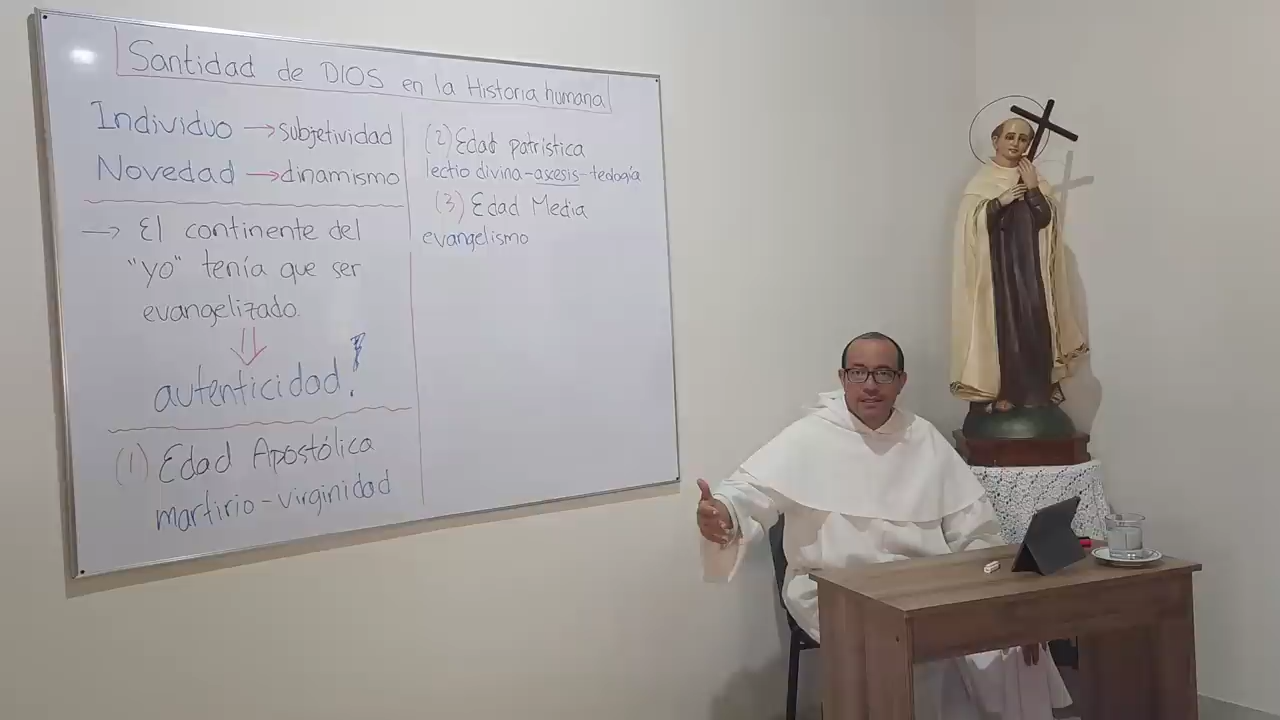 Santidad de DIOS en la Historia humana
Individuo → subjetividad
Novedad → dinamismo
→ El continente del
"yo" tenía que ser
evangelizado.
⇓
autenticidad!
(1) Edad Apostólica
martirio - virginidad
(2) Edad patrística
lectio divina - ascesis - teología
(3) Edad Media
evangelismo